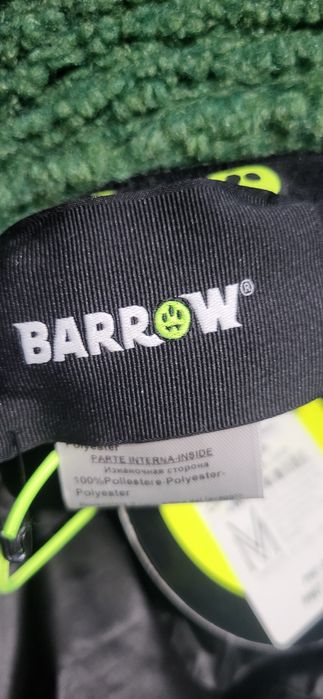 BARROW®
Polyester
PARTE INTERNA-INSIDE
Изнаночная сторона
100%Poliestere-Polyester-
Polyester
M